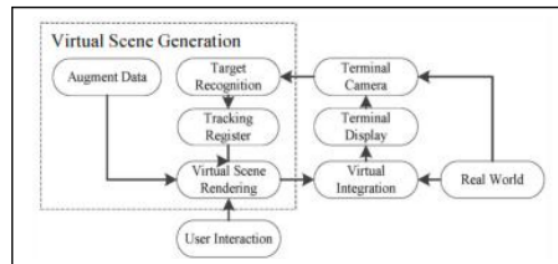 Virtual Scene Generation
Augment Data
Target
Recognition
Terminal
Camera
Tracking
Register
Terminal
Display
Virtual Scene
Rendering
Virtual
Integration
Real World
User Interaction